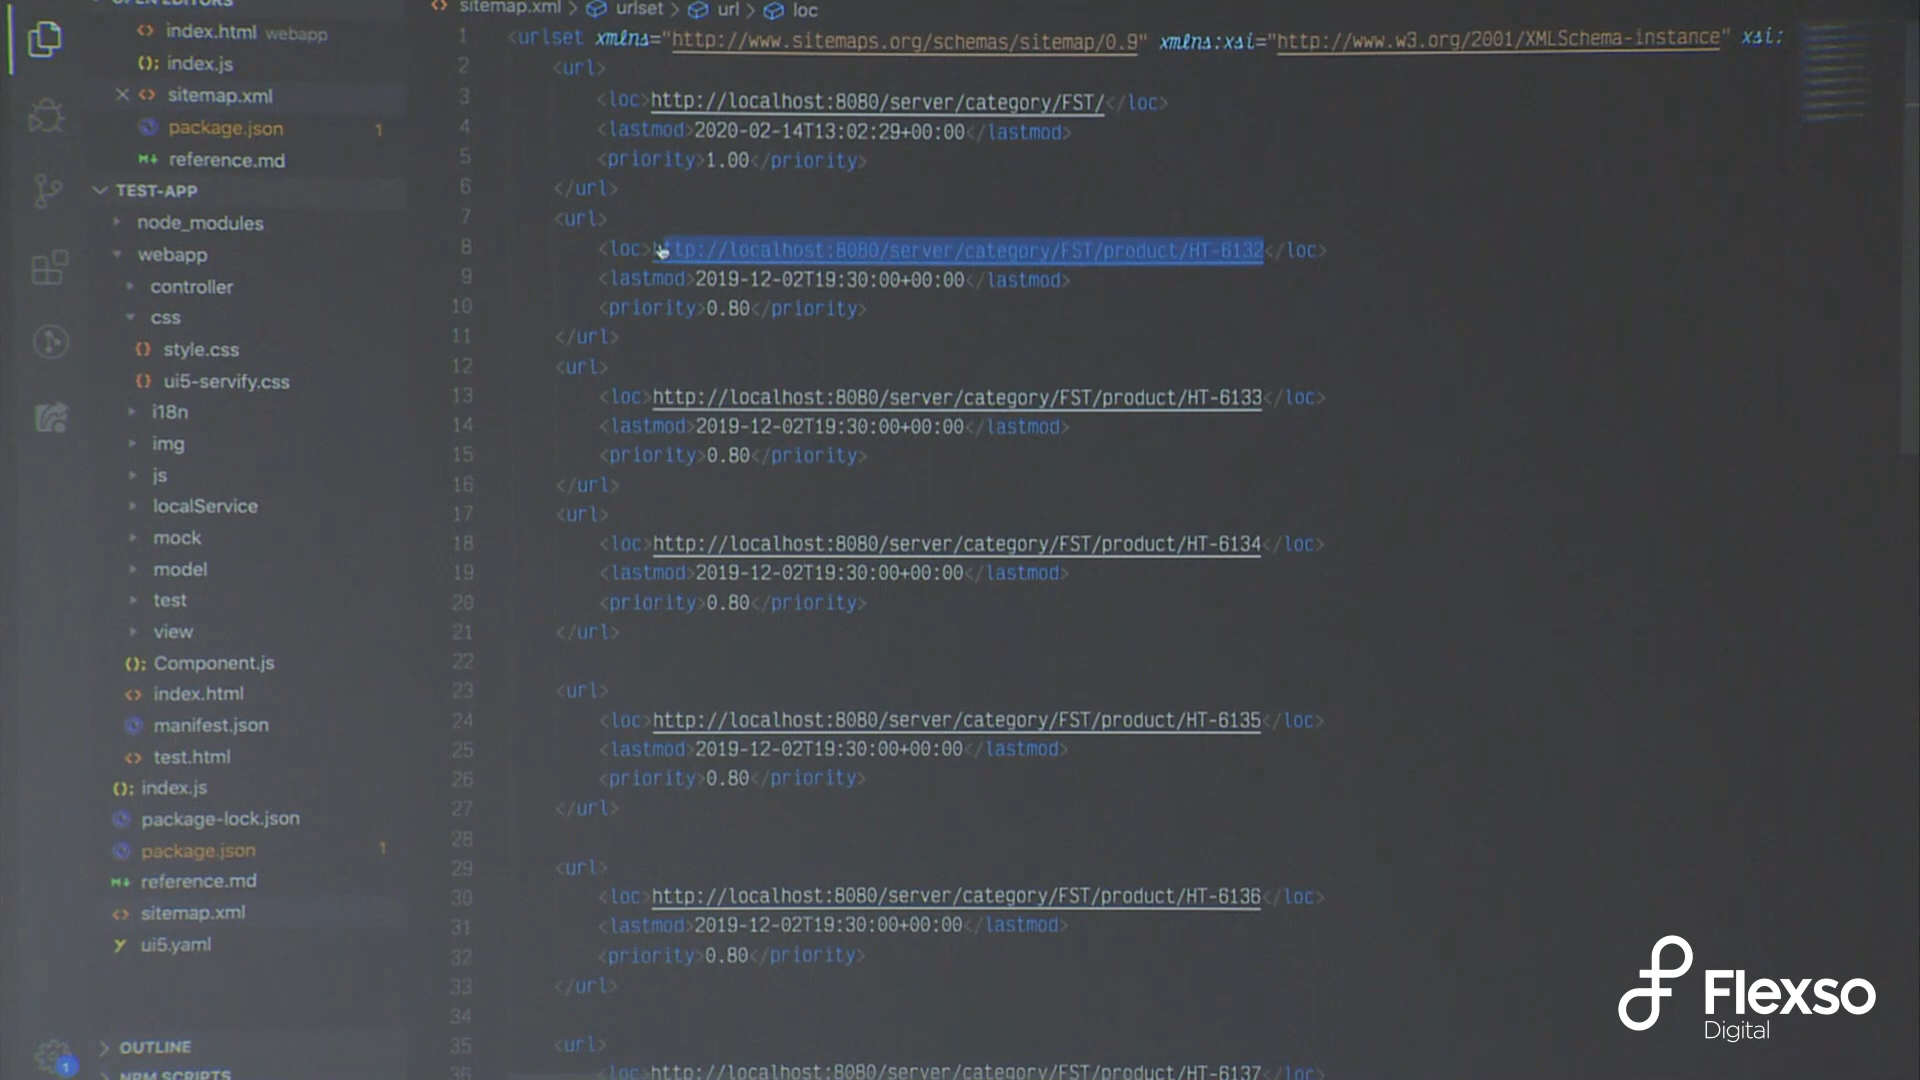 OPEN EDITORS
index.html webapp
index.js
sitemap.xml
package.json 1
reference.md
TEST-APP
node_modules
webapp
controller
css
style.css
ui5-servify.css
i18n
img
js
localService
mock
model
test
view
Component.js
index.html
manifest.json
test.html
index.js
package-lock.json
package.json 1
reference.md
sitemap.xml
ui5.yaml
OUTLINE
NPM SCRIPTS
1
sitemap.xml > urlset > url > loc
1 <urlset xmlns="http://www.sitemaps.org/schemas/sitemap/0.9" xmlns:xsi="http://www.w3.org/2001/XMLSchema-instance" xsi:
2 <url>
3 <loc>http://localhost:8080/server/category/FST/</loc>
4 <lastmod>2020-02-14T13:02:29+00:00</lastmod>
5 <priority>1.00</priority>
6 </url>
7 <url>
8 <loc>http://localhost:8080/server/category/FST/product/HT-6132</loc>
9 <lastmod>2019-12-02T19:30:00+00:00</lastmod>
10 <priority>0.80</priority>
11 </url>
12 <url>
13 <loc>http://localhost:8080/server/category/FST/product/HT-6133</loc>
14 <lastmod>2019-12-02T19:30:00+00:00</lastmod>
15 <priority>0.80</priority>
16 </url>
17 <url>
18 <loc>http://localhost:8080/server/category/FST/product/HT-6134</loc>
19 <lastmod>2019-12-02T19:30:00+00:00</lastmod>
20 <priority>0.80</priority>
21 </url>
22
23 <url>
24 <loc>http://localhost:8080/server/category/FST/product/HT-6135</loc>
25 <lastmod>2019-12-02T19:30:00+00:00</lastmod>
26 <priority>0.80</priority>
27 </url>
28
29 <url>
30 <loc>http://localhost:8080/server/category/FST/product/HT-6136</loc>
31 <lastmod>2019-12-02T19:30:00+00:00</lastmod>
32 <priority>0.80</priority>
33 </url>
34
35 <url>
36 <loc>http://localhost:8080/server/category/FST/product/HT-6137</loc>
Flexso
Digital